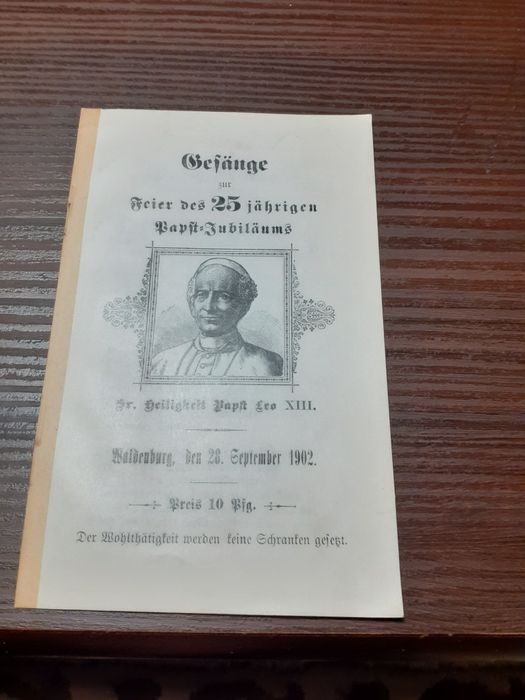 Gesänge
zur
Feier des 25 jährigen
Papst-Jubiläums
Sr. Heiligkeit Papst Leo XIII.
Waldenburg, den 28. September 1902.
Preis 10 Pfg.
Der Wohlthätigkeit werden keine Schranken gesetzt.